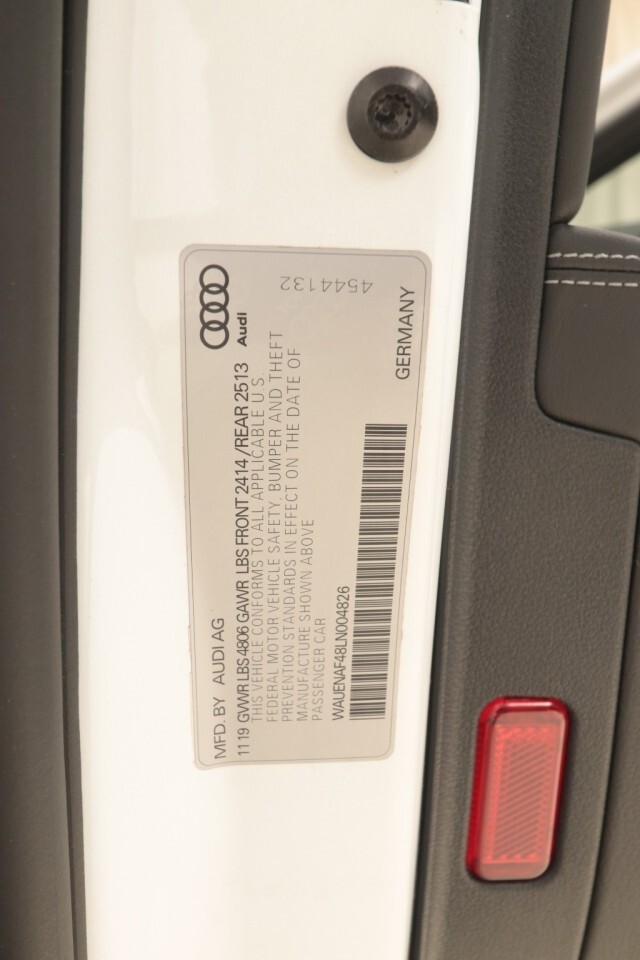 MFD. BY AUDI AG
Audi
11 19 GVWR LBS 4806 GAWR LBS FRONT 2414 / REAR 2513
THIS VEHICLE CONFORMS TO ALL APPLICABLE U.S.
FEDERAL MOTOR VEHICLE SAFETY, BUMPER AND THEFT
PREVENTION STANDARDS IN EFFECT ON THE DATE OF
MANUFACTURE SHOWN ABOVE
PASSENGER CAR
WAUENAF48LN004826
GERMANY
4544132